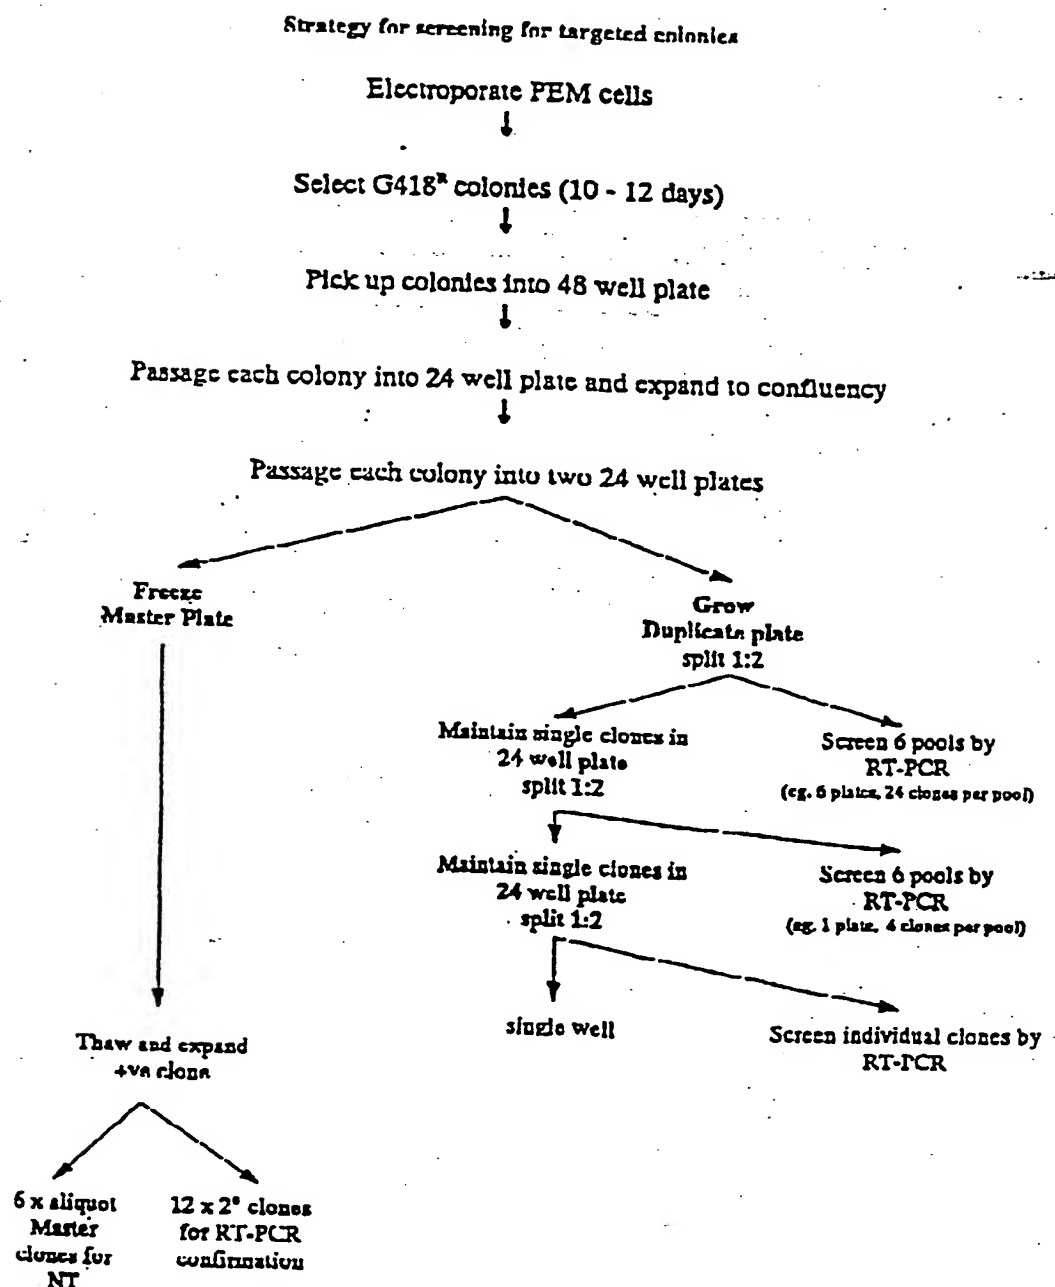 Strategy for screening for targeted colonies
Electroporate PEM cells
Select G418ᴿ colonies (10 - 12 days)
Pick up colonies into 48 well plate
Passage each colony into 24 well plate and expand to confluency
Passage each colony into two 24 well plates
Freeze
Master Plate
Grow
Duplicate plate
split 1:2
Maintain single clones in
24 well plate
split 1:2
Screen 6 pools by
RT-PCR
(eg. 6 plates, 24 clones per pool)
Maintain single clones in
24 well plate
split 1:2
Screen 6 pools by
RT-PCR
(eg. 1 plate, 4 clones per pool)
single well
Screen individual clones by
RT-PCR
Thaw and expand
+ve clone
6 x aliquot
Master
clones for
NT
12 x 2° clones
for RT-PCR
confirmation